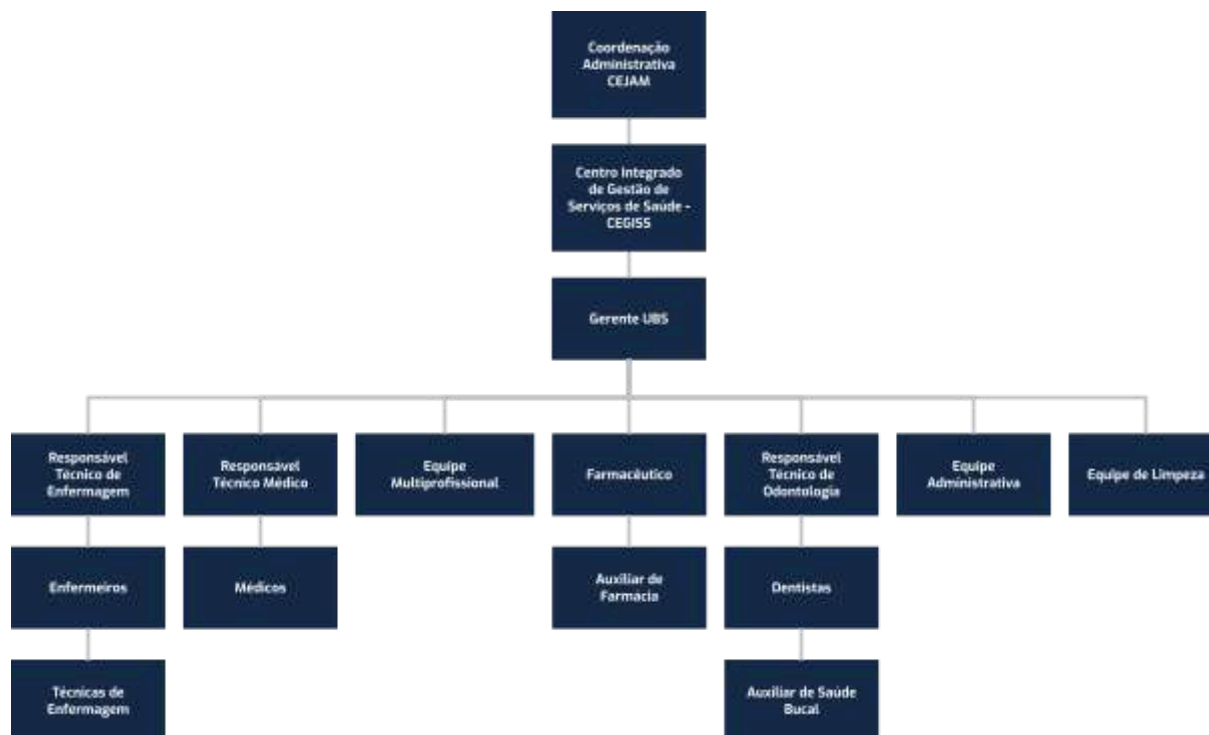 Coordenação
Administrativa
CEJAM
Centro Integrado
de Gestão de
Serviços de Saúde -
CEGISS
Gerente UBS
Responsável
Técnico de
Enfermagem
Responsável
Técnico Médico
Equipe
Multiprofissional
Farmacêutico
Responsável
Técnico de
Odontologia
Equipe
Administrativa
Equipe de Limpeza
Enfermeiros
Médicos
Auxiliar de
Farmácia
Dentistas
Técnicas de
Enfermagem
Auxiliar de Saúde
Bucal